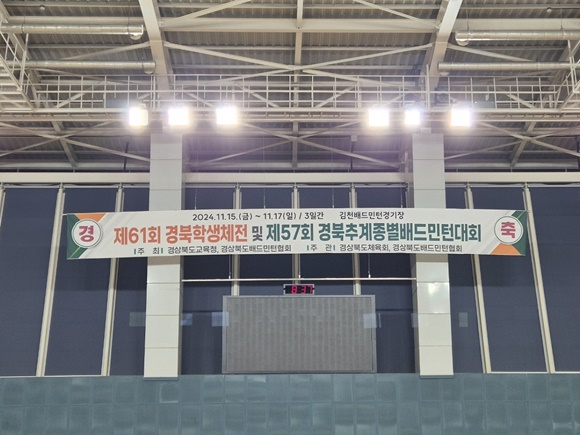 2024.11.15.(금) ~ 11.17(일) / 3일간 김천배드민턴경기장
경 제61회 경북학생체전 및 제57회 경북추계종별배드민턴대회 축
주 최 경상북도교육청, 경상북도배드민턴협회 주 관 경상북도체육회, 경상북도배드민턴협회
8:37